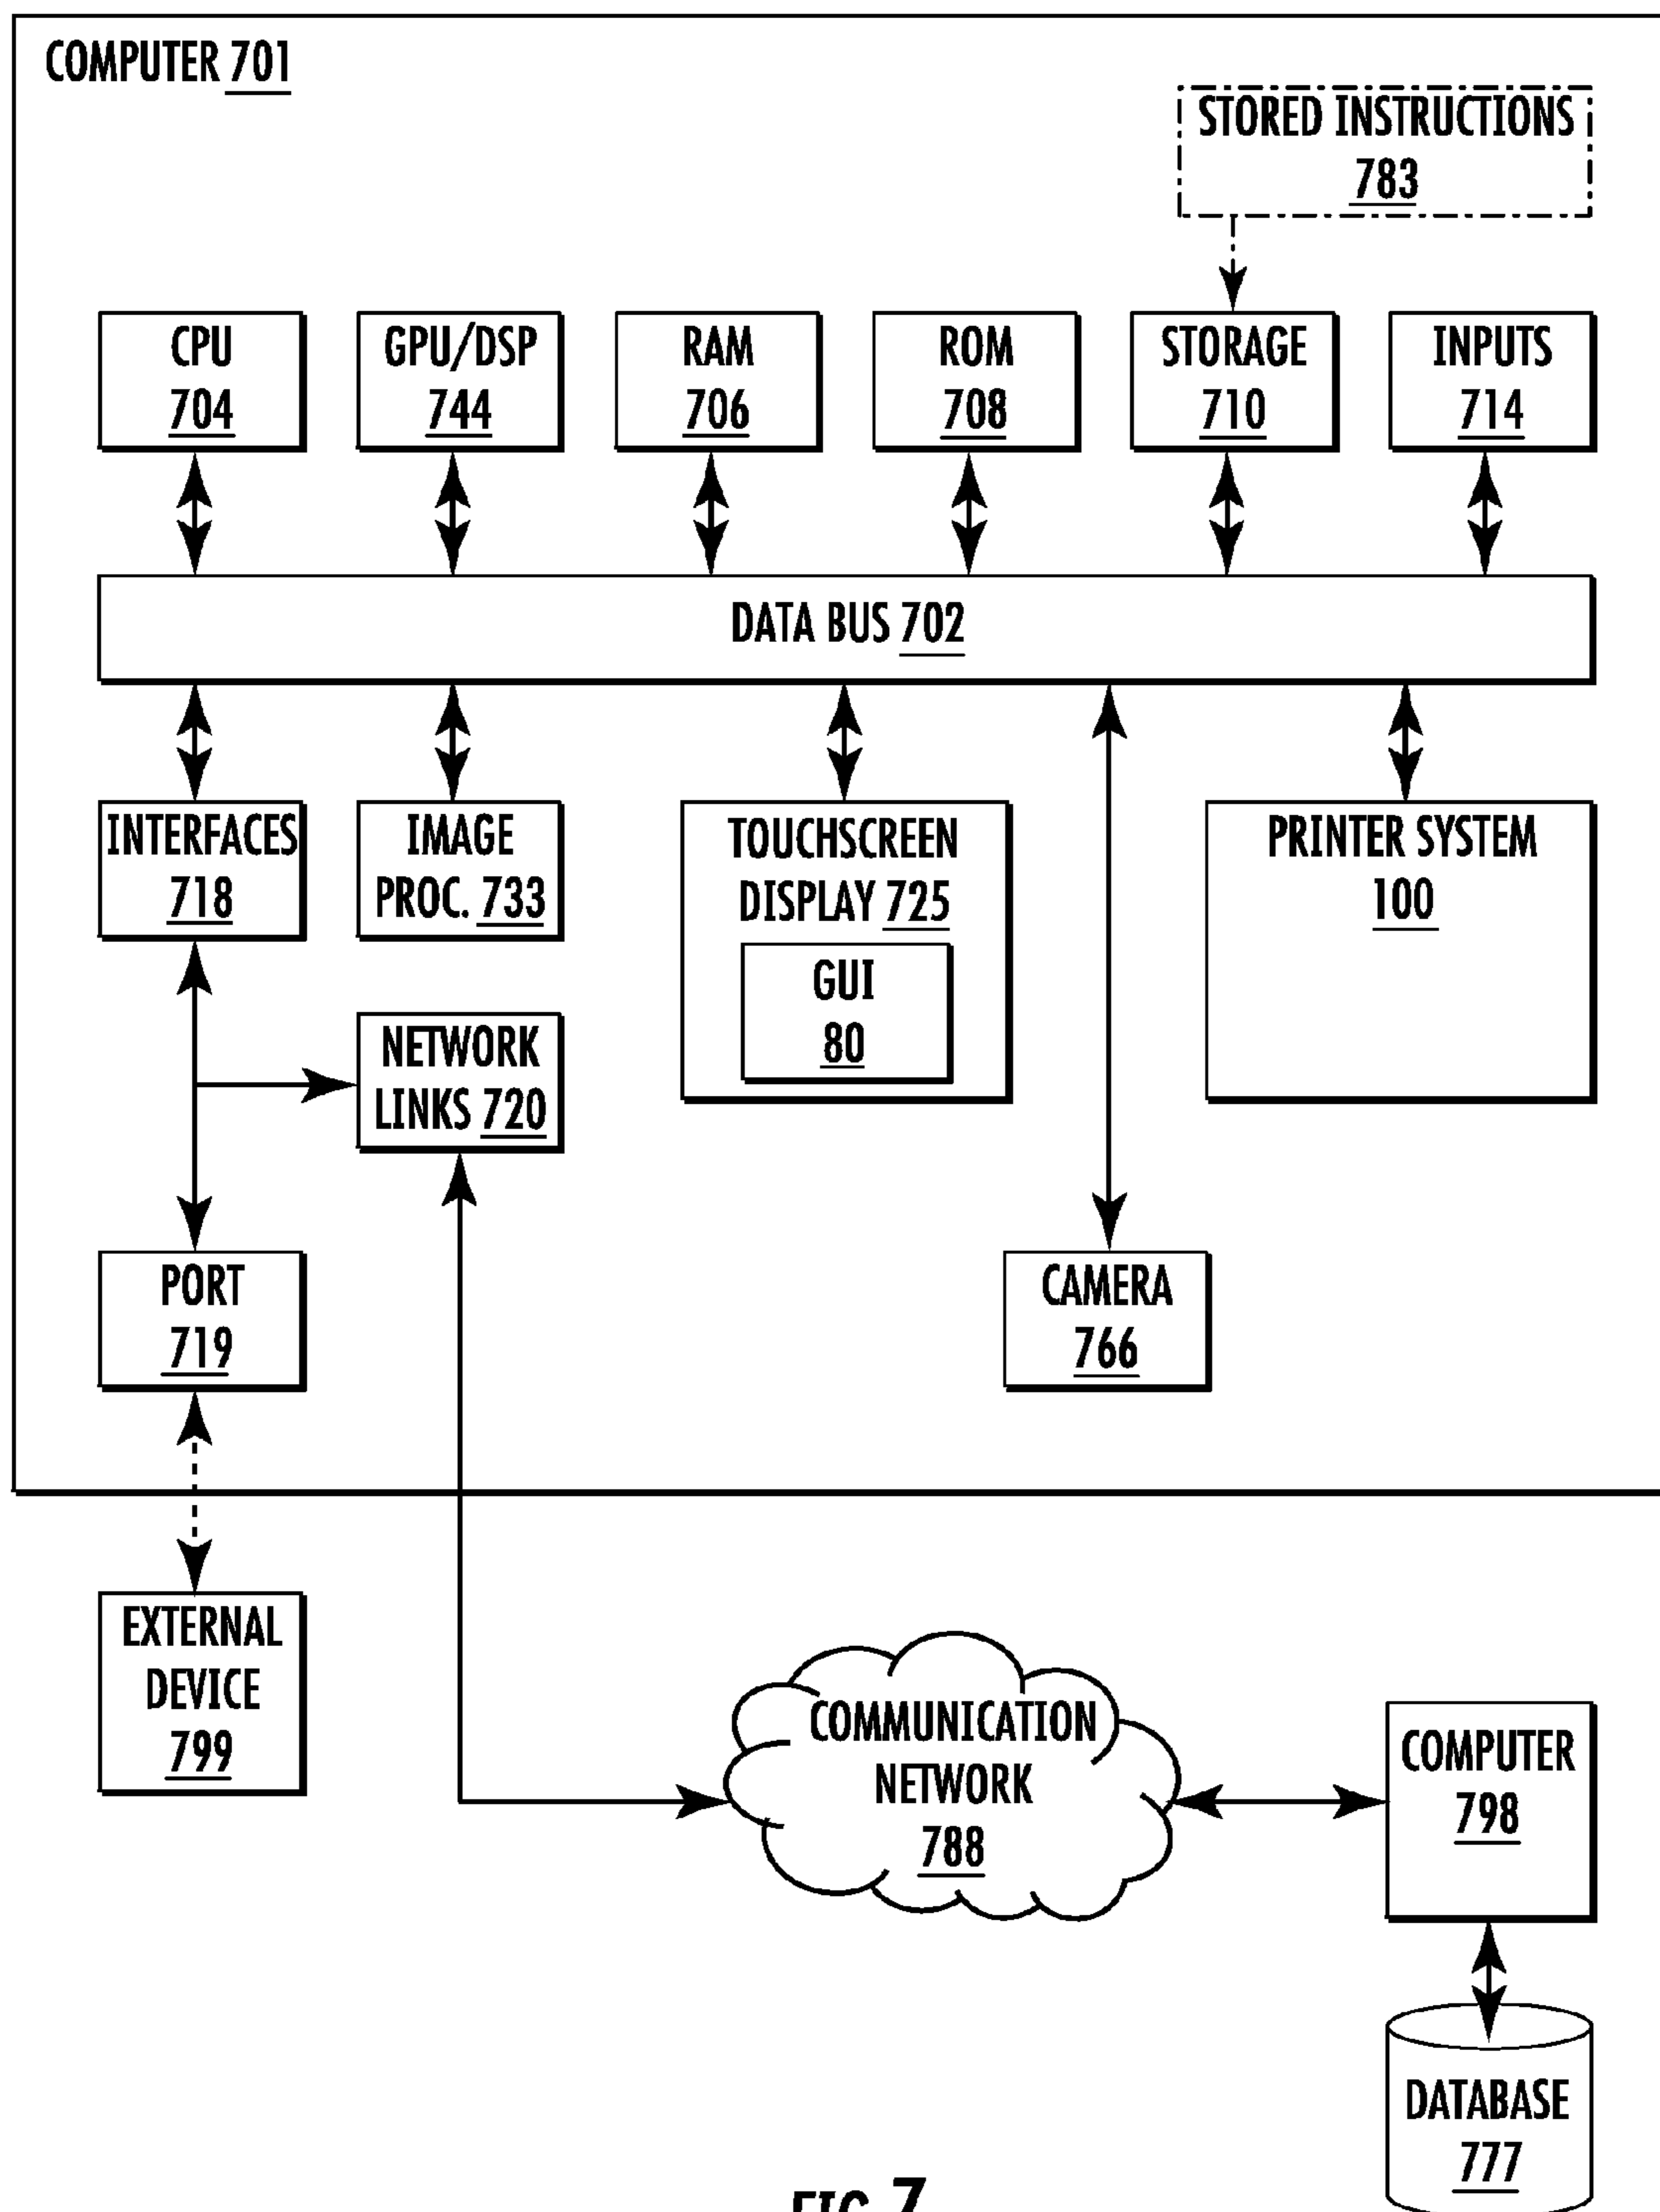 COMPUTER 701
STORED INSTRUCTIONS
783
CPU
704
GPU/DSP
744
RAM
706
ROM
708
STORAGE
710
INPUTS
714
DATA BUS 702
INTERFACES
718
IMAGE
PROC. 733
TOUCHSCREEN
DISPLAY 725
GUI
80
PRINTER SYSTEM
100
NETWORK
LINKS 720
PORT
719
CAMERA
766
EXTERNAL
DEVICE
799
COMMUNICATION
NETWORK
788
COMPUTER
798
DATABASE
777
FIG. 7